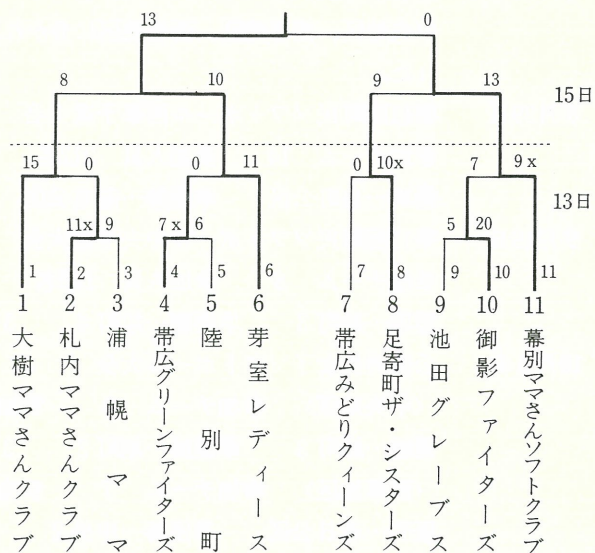 13 0
8 10 9 13
15日
15 0 0 11 0 10x 7 9x
13日
11x 9 7x 6 5 20
1 2 3 4 5 6 7 8 9 10 11
1 2 3 4 5 6 7 8 9 10 11
大樹ママさんクラブ
札内ママさんクラブ
浦幌ママ
帯広グリーンファイターズ
陸別町
芽室レディース
帯広みどりクィーンズ
足寄町ザ・シスターズ
池田グレープス
御影ファイターズ
幕別ママさんソフトクラブ